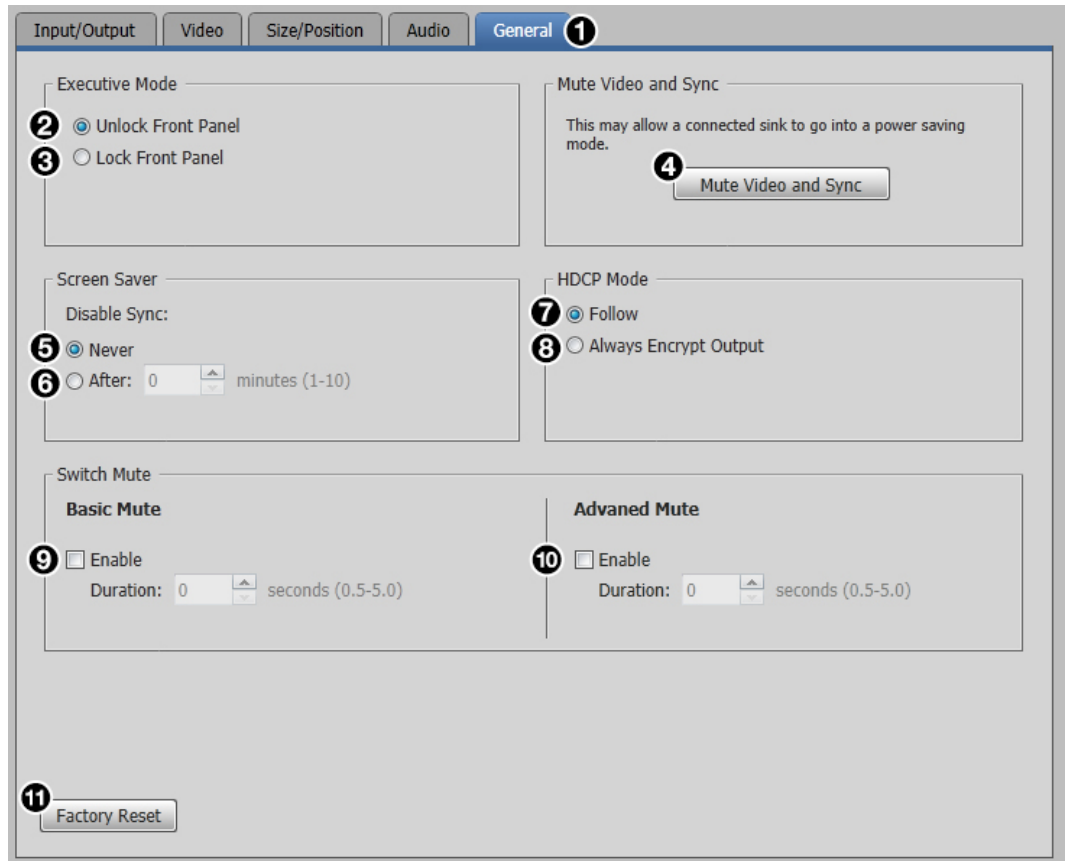 Input/Output Video Size/Position Audio General 1
Executive Mode
2 Unlock Front Panel
3 Lock Front Panel
Mute Video and Sync
This may allow a connected sink to go into a power saving
mode.
4
Mute Video and Sync
Screen Saver
Disable Sync:
5 Never
6 After: 0 minutes (1-10)
HDCP Mode
7 Follow
8 Always Encrypt Output
Switch Mute
Basic Mute
9 Enable
Duration: 0 seconds (0.5-5.0)
Advaned Mute
10 Enable
Duration: 0 seconds (0.5-5.0)
11
Factory Reset